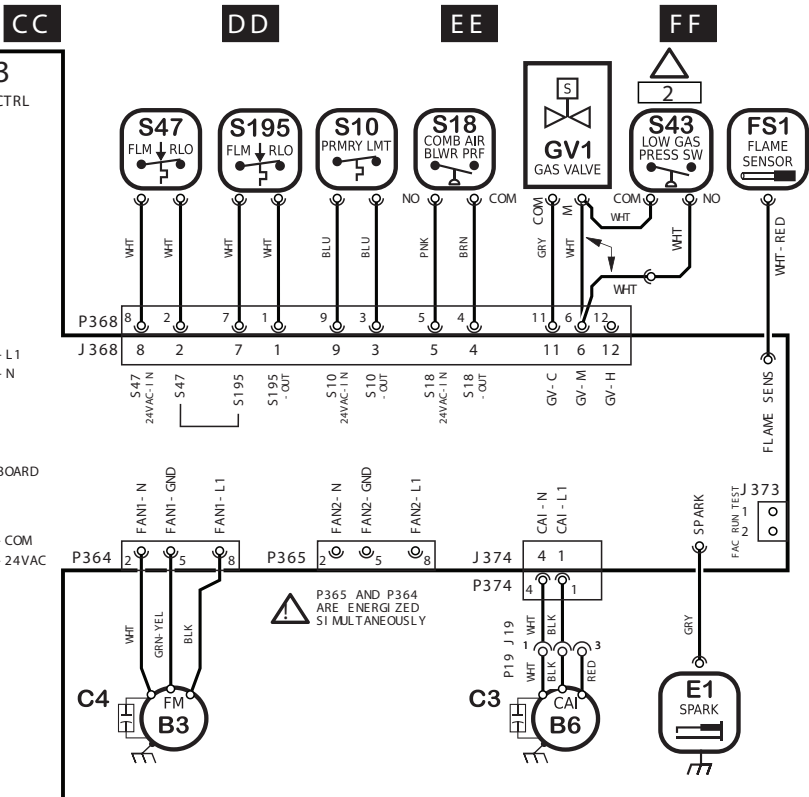 CC DD EE FF
3
CTRL
2
S47
FLM RLO
S195
FLM RLO
S10
PRMRY LMT
S18
COMB AIR
BLWR PRF
S
GV1
GAS VALVE
S43
LOW GAS
PRESS SW
FS1
FLAME
SENSOR
NO COM COM M COM NO
WHT WHT WHT WHT BLU BLU PNK BRN GRY WHT WHT WHT WHT WHT-RED
P368 8 2 7 1 9 3 5 4 11 6 12
J368 8 2 7 1 9 3 5 4 11 6 12
- L1
- N
S47
24VAC-IN
S47
S195
S195
-OUT
S10
24VAC-IN
S10
-OUT
S18
24VAC-IN
S18
-OUT
GV-C
GV-M
GV-H
FLAME SENS
BOARD
- COM
- 24VAC
FAN1-N
FAN1-GND
FAN1-L1
FAN2-N
FAN2-GND
FAN2-L1
CAI-N
CAI-L1
SPARK
FAC RUN TEST
J373
1
2
P364 2 5 8
P365 2 5 8
J374 4 1
P374 4 1
P365 AND P364
ARE ENERGIZED
SIMULTANEOUSLY
WHT GRN-YEL BLK
WHT BLK
P19 J19
1 3
WHT BLK RED
GRY
C4
FM
B3
C3
CAI
B6
E1
SPARK